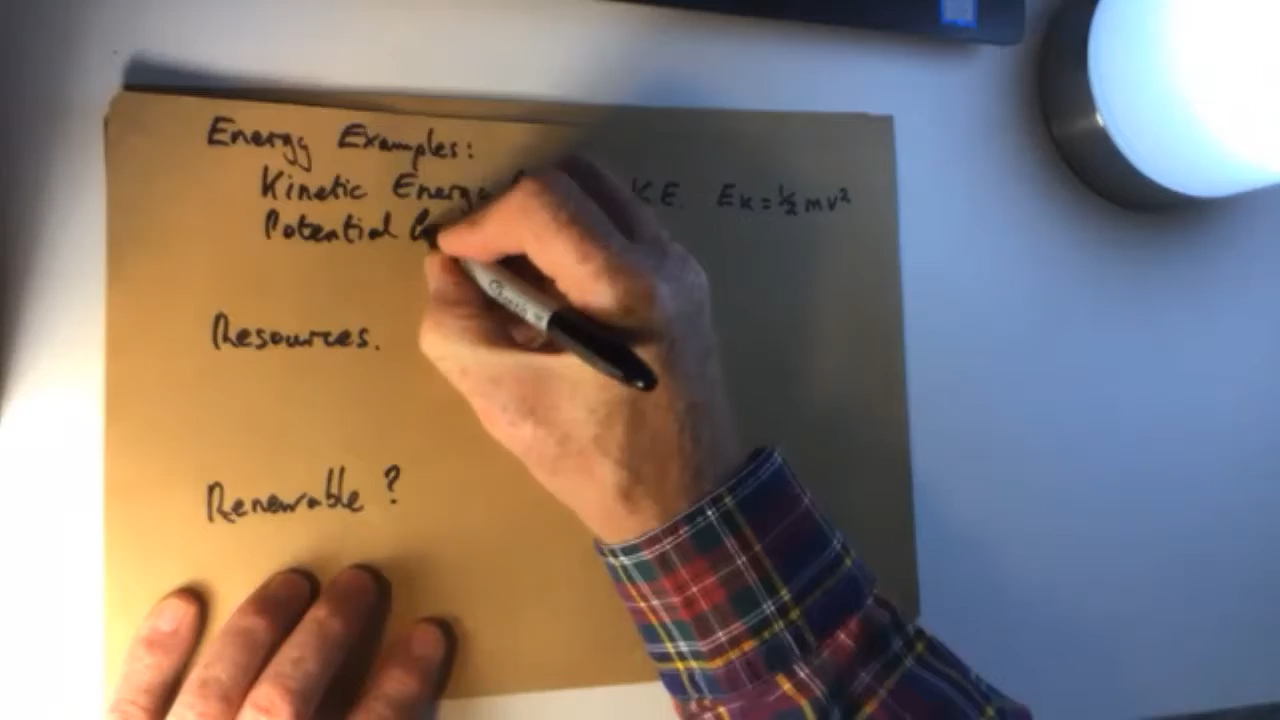 Energy Examples:
Kinetic Energy K.E. Ek = ½mv²
Potential
Resources.
Renewable ?